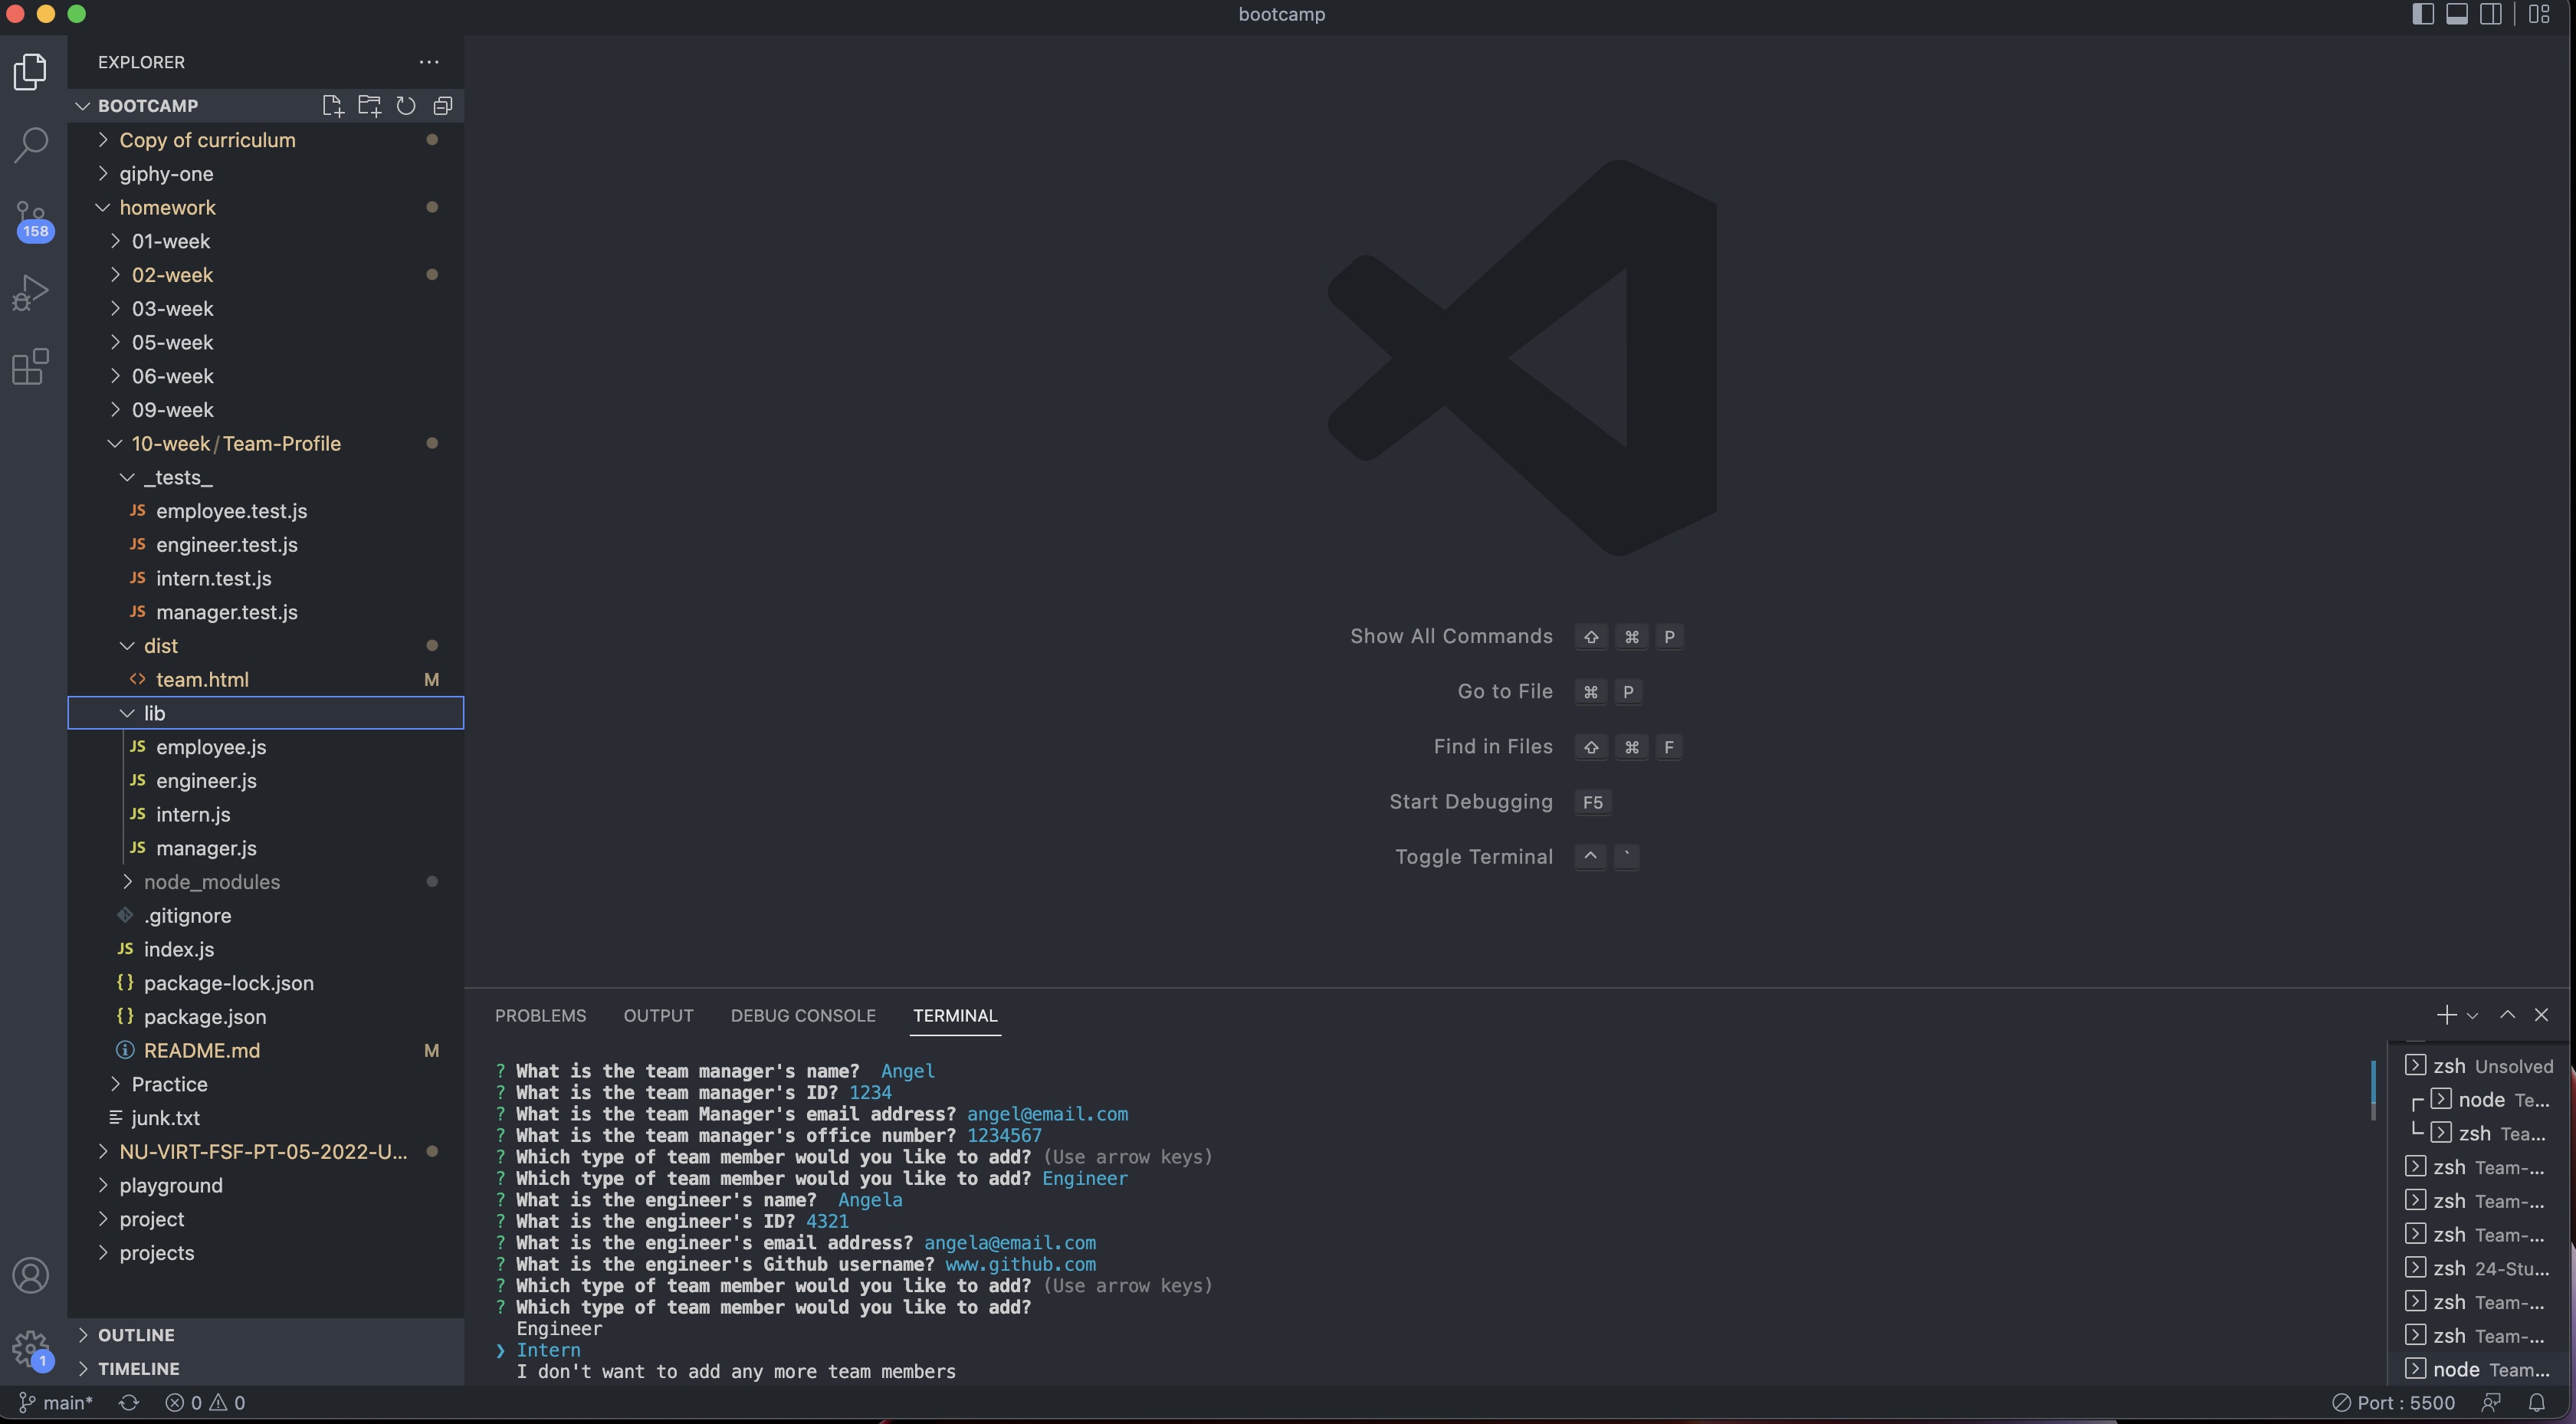 bootcamp
EXPLORER
BOOTCAMP
Copy of curriculum
giphy-one
homework
01-week
02-week
03-week
05-week
06-week
09-week
10-week / Team-Profile
_tests_
JS employee.test.js
JS engineer.test.js
JS intern.test.js
JS manager.test.js
dist
<> team.html M
lib
JS employee.js
JS engineer.js
JS intern.js
JS manager.js
node_modules
.gitignore
JS index.js
{} package-lock.json
{} package.json
README.md M
Practice
junk.txt
NU-VIRT-FSF-PT-05-2022-U...
playground
project
projects
OUTLINE
TIMELINE
158
1
Show All Commands ⇧ ⌘ P
Go to File ⌘ P
Find in Files ⇧ ⌘ F
Start Debugging F5
Toggle Terminal ^ `
PROBLEMS OUTPUT DEBUG CONSOLE TERMINAL
? What is the team manager's name?  Angel
? What is the team manager's ID? 1234
? What is the team Manager's email address? angel@email.com
? What is the team manager's office number? 1234567
? Which type of team member would you like to add? (Use arrow keys)
? Which type of team member would you like to add? Engineer
? What is the engineer's name?  Angela
? What is the engineer's ID? 4321
? What is the engineer's email address? angela@email.com
? What is the engineer's Github username? www.github.com
? Which type of team member would you like to add? (Use arrow keys)
? Which type of team member would you like to add?
Engineer
❯ Intern
I don't want to add any more team members
zsh Unsolved
node Te...
zsh Tea...
zsh Team-...
zsh Team-...
zsh Team-...
zsh 24-Stu...
zsh Team-...
zsh Team-...
node Team...
main* 0 0
Port : 5500